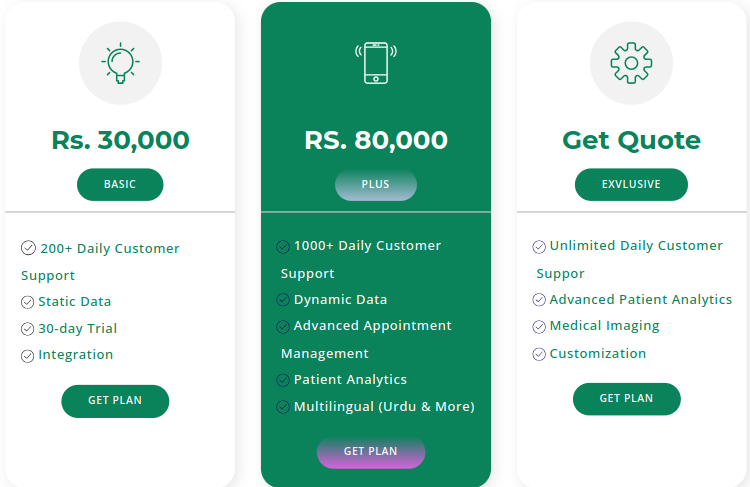 Rs. 30,000
BASIC
200+ Daily Customer
Support
Static Data
30-day Trial
Integration
GET PLAN
RS. 80,000
PLUS
1000+ Daily Customer
Support
Dynamic Data
Advanced Appointment
Management
Patient Analytics
Multilingual (Urdu & More)
GET PLAN
Get Quote
EXVLUSIVE
Unlimited Daily Customer
Suppor
Advanced Patient Analytics
Medical Imaging
Customization
GET PLAN